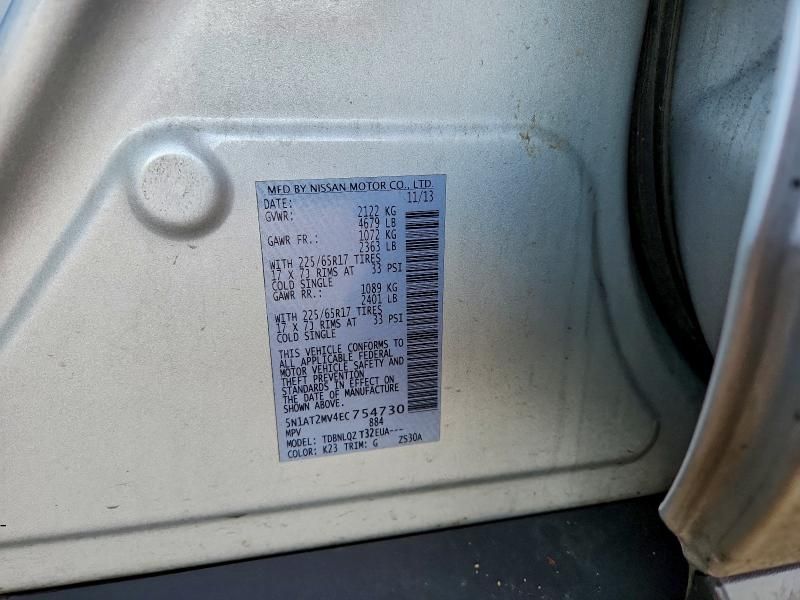 MFD BY NISSAN MOTOR CO., LTD.
DATE: 11/13
GVWR: 2122 KG
4679 LB
GAWR FR.: 1072 KG
2363 LB
WITH 225/65R17 TIRES
17 X 7J RIMS AT 33 PSI
COLD SINGLE
GAWR RR.: 1089 KG
2401 LB
WITH 225/65R17 TIRES
17 X 7J RIMS AT 33 PSI
COLD SINGLE
THIS VEHICLE CONFORMS TO
ALL APPLICABLE FEDERAL
MOTOR VEHICLE SAFETY AND
THEFT PREVENTION
STANDARDS IN EFFECT ON
THE DATE OF MANUFACTURE
SHOWN ABOVE.
5N1AT2MV4EC754730
MPV 884
MODEL: TDBNLQZ T32EUA---
COLOR: K23 TRIM: G ZS30A